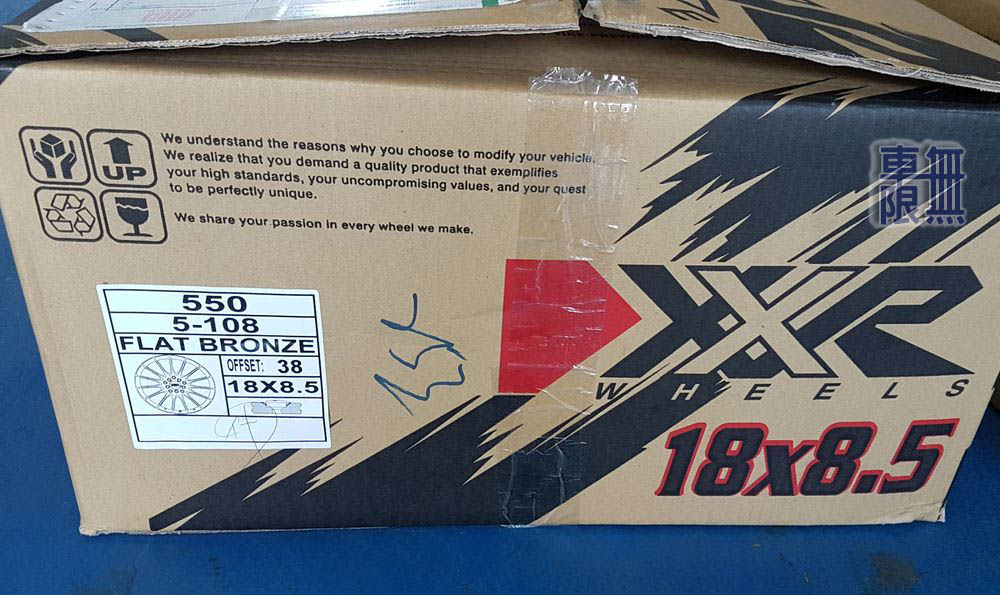 UP
We understand the reasons why you choose to modify your vehicle.
We realize that you demand a quality product that exemplifies
your high standards, your uncompromising values, and your quest
to be perfectly unique.
We share your passion in every wheel we make.
無
專
限
550
5-108
FLAT BRONZE
OFFSET: 38
18X8.5
XXR
WHEELS
18x8.5